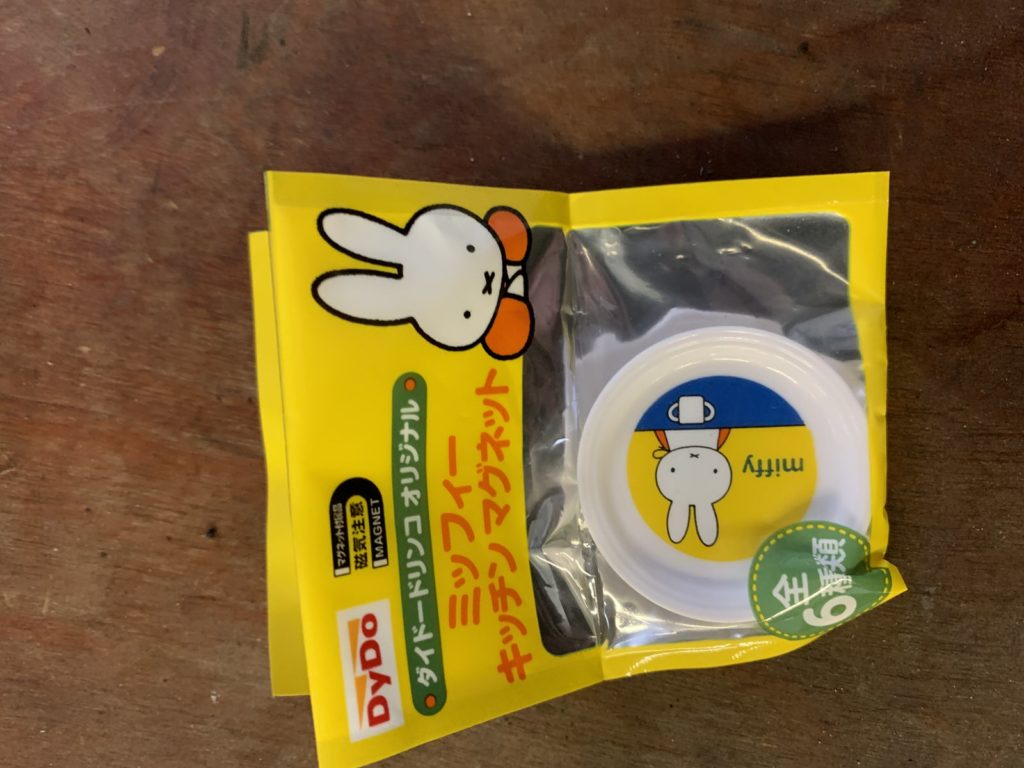 DyDo
マグネット付属品
磁気注意
MAGNET
ダイドードリンコ オリジナル
ミッフィー
キッチンマグネット
miffy
全
6種類